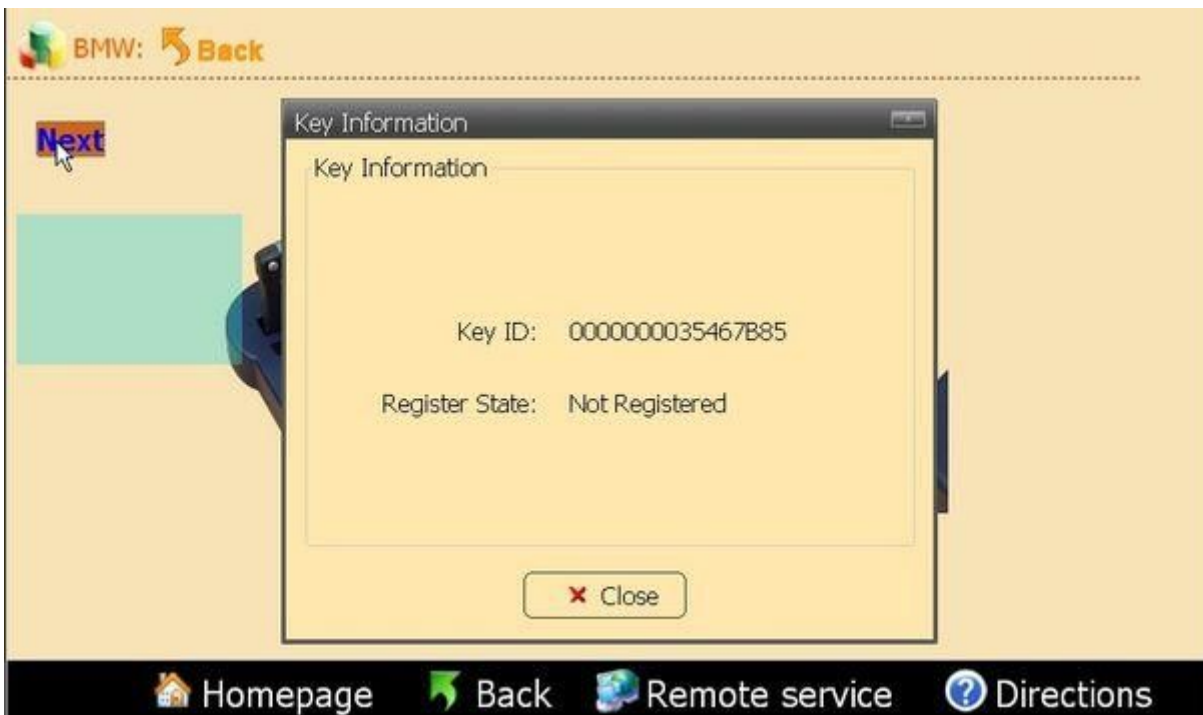 BMW: Back
Next
Key Information
Key Information
Key ID: 0000000035467B85
Register State: Not Registered
Close
Homepage Back Remote service Directions